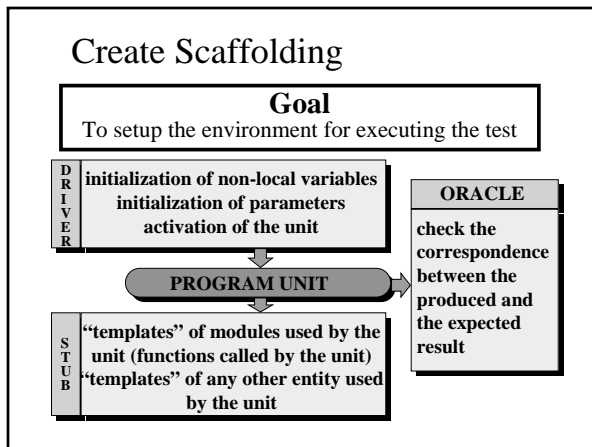 Create Scaffolding
Goal
To setup the environment for executing the test
DRIVER
initialization of non-local variables
initialization of parameters
activation of the unit
PROGRAM UNIT
ORACLE
check the
correspondence
between the
produced and
the expected
result
STUB
“templates” of modules used by the
unit (functions called by the unit)
“templates” of any other entity used
by the unit